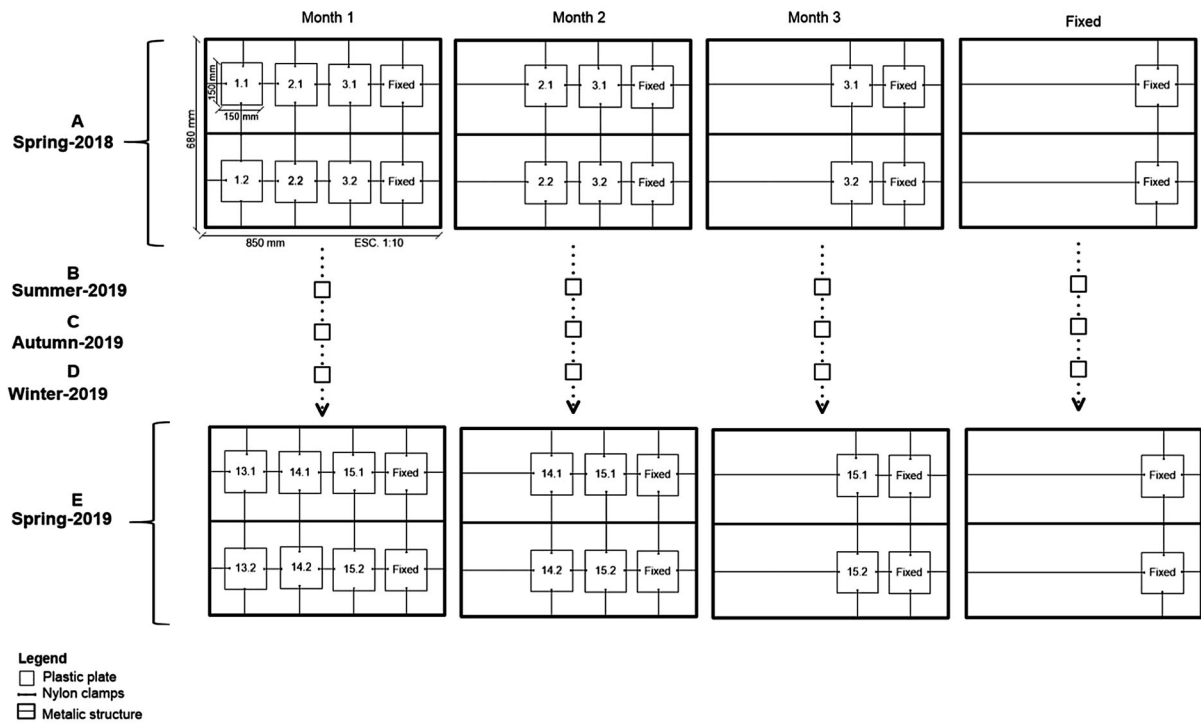 Month 1
Month 2
Month 3
Fixed
A
Spring-2018
680 mm
150 mm
150 mm
1.1 2.1 3.1 Fixed
1.2 2.2 3.2 Fixed
850 mm ESC. 1:10
2.1 3.1 Fixed
2.2 3.2 Fixed
3.1 Fixed
3.2 Fixed
Fixed
Fixed
B
Summer-2019
C
Autumn-2019
D
Winter-2019
E
Spring-2019
13.1 14.1 15.1 Fixed
13.2 14.2 15.2 Fixed
14.1 15.1 Fixed
14.2 15.2 Fixed
15.1 Fixed
15.2 Fixed
Fixed
Fixed
Legend
Plastic plate
Nylon clamps
Metalic structure